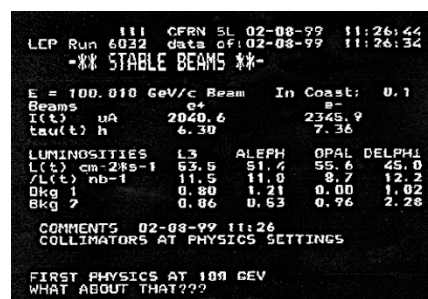 111 CERN SL 02-08-99 11:26:44
LEP Run 6032 data of: 02-08-99 11:26:34
-** STABLE BEAMS **-
E = 100.010 GeV/c Beam In Coast: 0.1
Beams e+ e-
I(t) uA 2040.6 2345.9
tau(t) h 6.30 7.36
LUMINOSITIES L3 ALEPH OPAL DELPHI
L(t) cm-2*s-1 53.5 51.4 55.6 45.0
/L(t) nb-1 11.5 11.0 8.7 12.2
Bkg 1 0.80 1.21 0.00 1.02
Bkg 2 0.86 0.53 0.96 2.28
COMMENTS 02-08-99 11:26
COLLIMATORS AT PHYSICS SETTINGS
FIRST PHYSICS AT 100 GEV
WHAT ABOUT THAT???